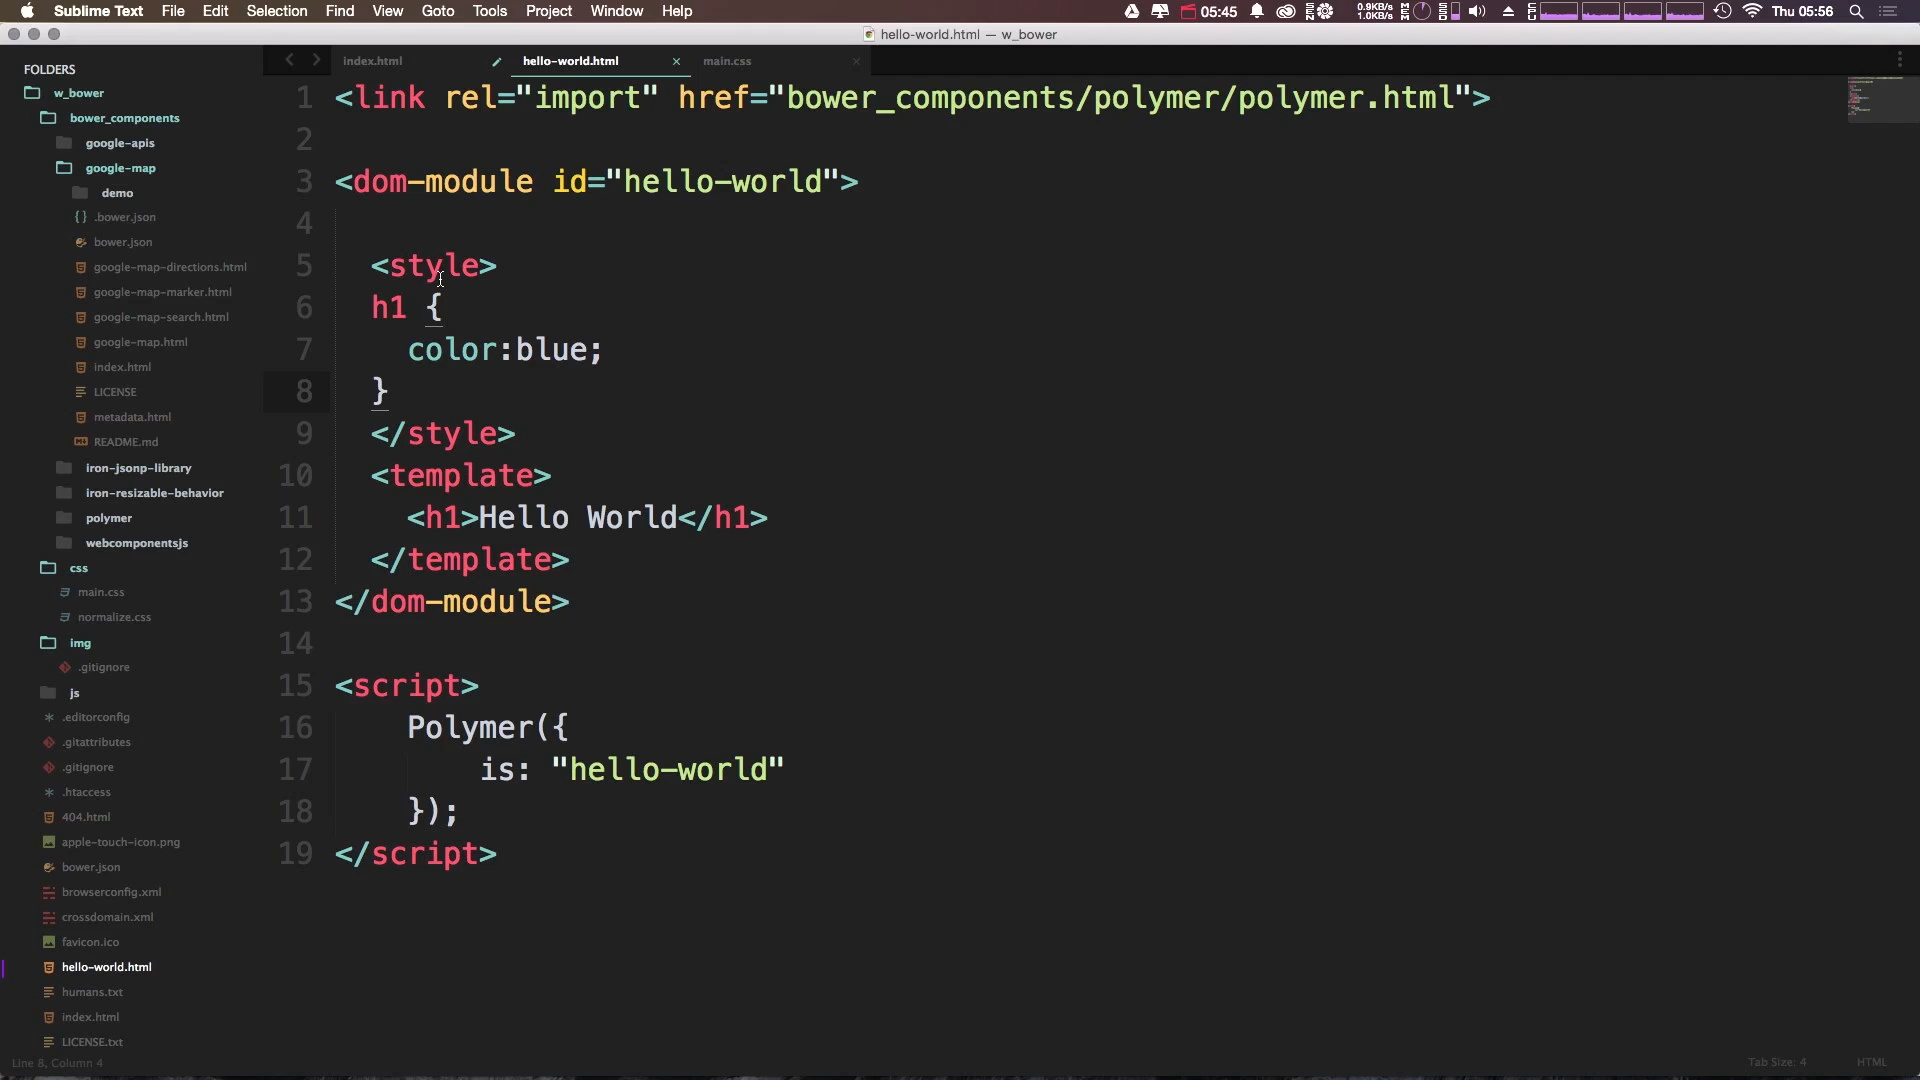 Sublime Text File Edit Selection Find View Goto Tools Project Window Help 05:45 0.9KB/s 1.0KB/s Thu 05:56
hello-world.html — w_bower
FOLDERS
w_bower
bower_components
google-apis
google-map
demo
.bower.json
bower.json
google-map-directions.html
google-map-marker.html
google-map-search.html
google-map.html
index.html
LICENSE
metadata.html
README.md
iron-jsonp-library
iron-resizable-behavior
polymer
webcomponentsjs
css
main.css
normalize.css
img
.gitignore
js
.editorconfig
.gitattributes
.gitignore
.htaccess
404.html
apple-touch-icon.png
bower.json
browserconfig.xml
crossdomain.xml
favicon.ico
hello-world.html
humans.txt
index.html
LICENSE.txt
index.html hello-world.html main.css
1 <link rel="import" href="bower_components/polymer/polymer.html">
2
3 <dom-module id="hello-world">
4
5 <style>
6 h1 {
7 color:blue;
8 }
9 </style>
10 <template>
11 <h1>Hello World</h1>
12 </template>
13 </dom-module>
14
15 <script>
16 Polymer({
17 is: "hello-world"
18 });
19 </script>
Line 8, Column 4 Tab Size: 4 HTML